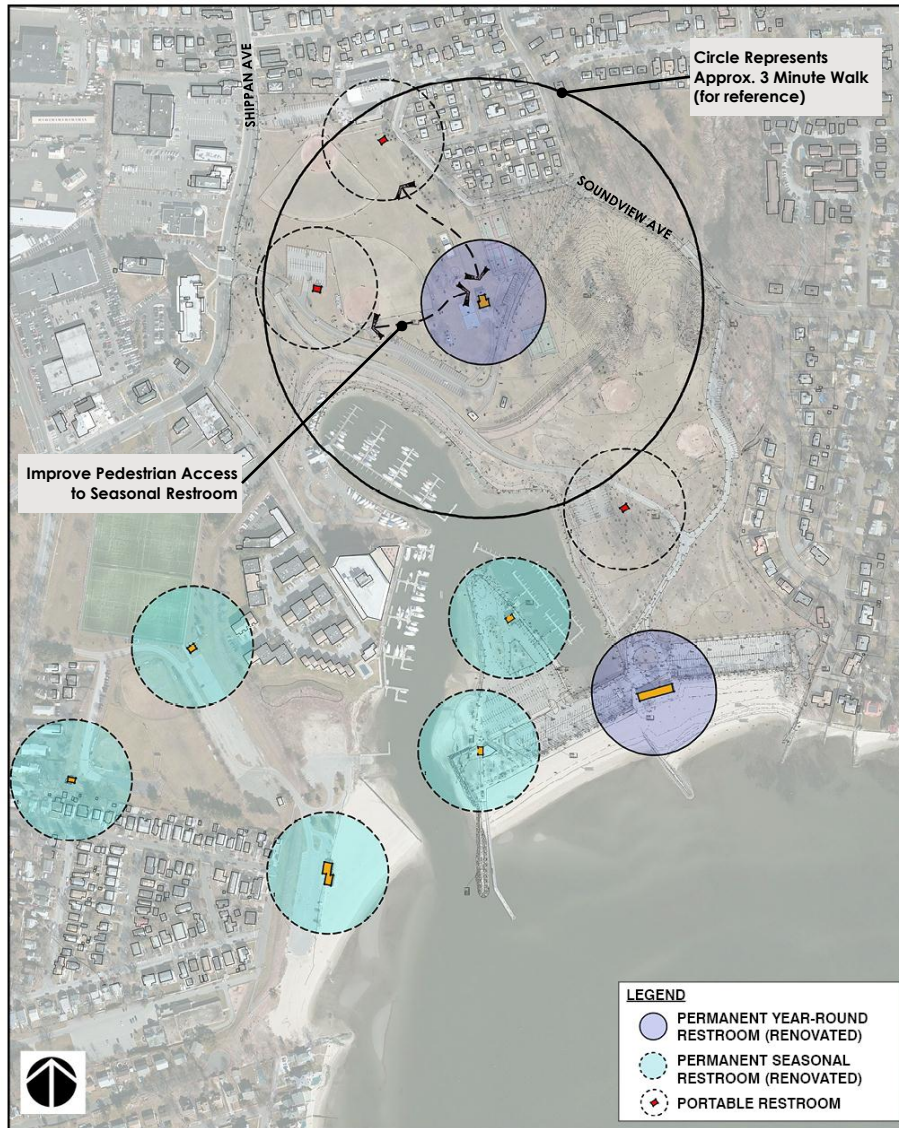 SHIPPAN AVE
Circle Represents
Approx. 3 Minute Walk
(for reference)
SOUNDVIEW AVE
Improve Pedestrian Access
to Seasonal Restroom
LEGEND
PERMANENT YEAR-ROUND
RESTROOM (RENOVATED)
PERMANENT SEASONAL
RESTROOM (RENOVATED)
PORTABLE RESTROOM